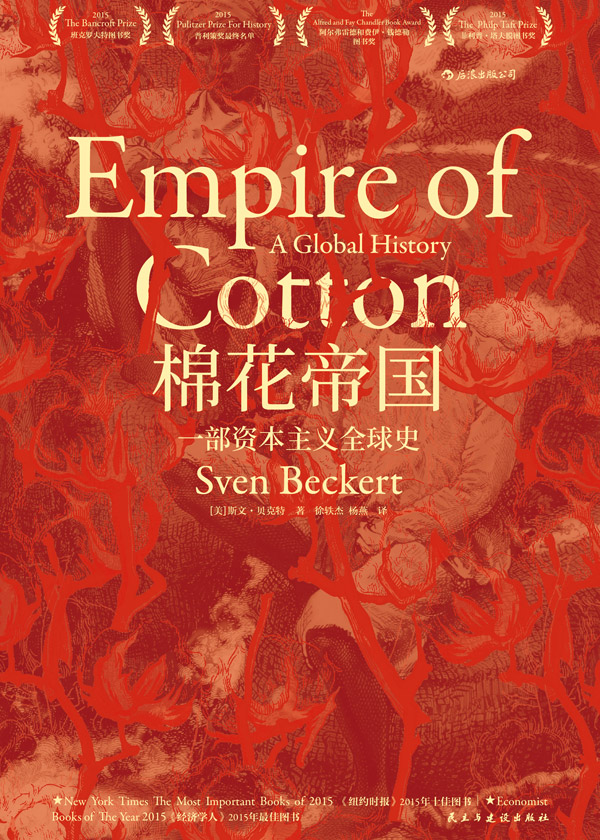 2015
The Bancroft Prize
班克罗夫特图书奖
2015
Pulitzer Prize For History
普利策奖最终名单
The
Alfred and Fay Chandler Book Award
阿尔弗雷德和费伊·钱德勒
图书奖
2015
The Philip Taft Prize
菲利普·塔夫脱图书奖
后浪出版公司
Empire of
A Global History
Cotton
棉花帝国
一部资本主义全球史
Sven Beckert
[美]斯文·贝克特 著 徐轶杰 杨燕 译
★New York Times The Most Important Books of 2015 《纽约时报》2015年十佳图书 | ★Economist
Books of The Year 2015《经济学人》2015年最佳图书
民主与建设出版社